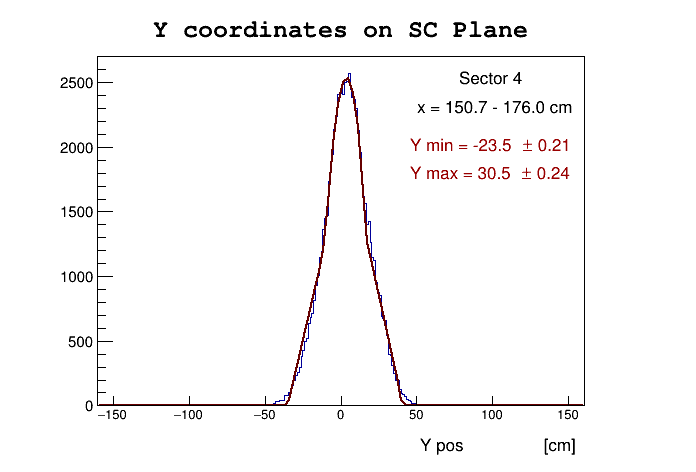 Y coordinates on SC Plane
Sector 4
x = 150.7 - 176.0 cm
Y min = -23.5 ± 0.21
Y max = 30.5 ± 0.24
2500
2000
1500
1000
500
0
−150 −100 −50 0 50 100 150
Y pos [cm]